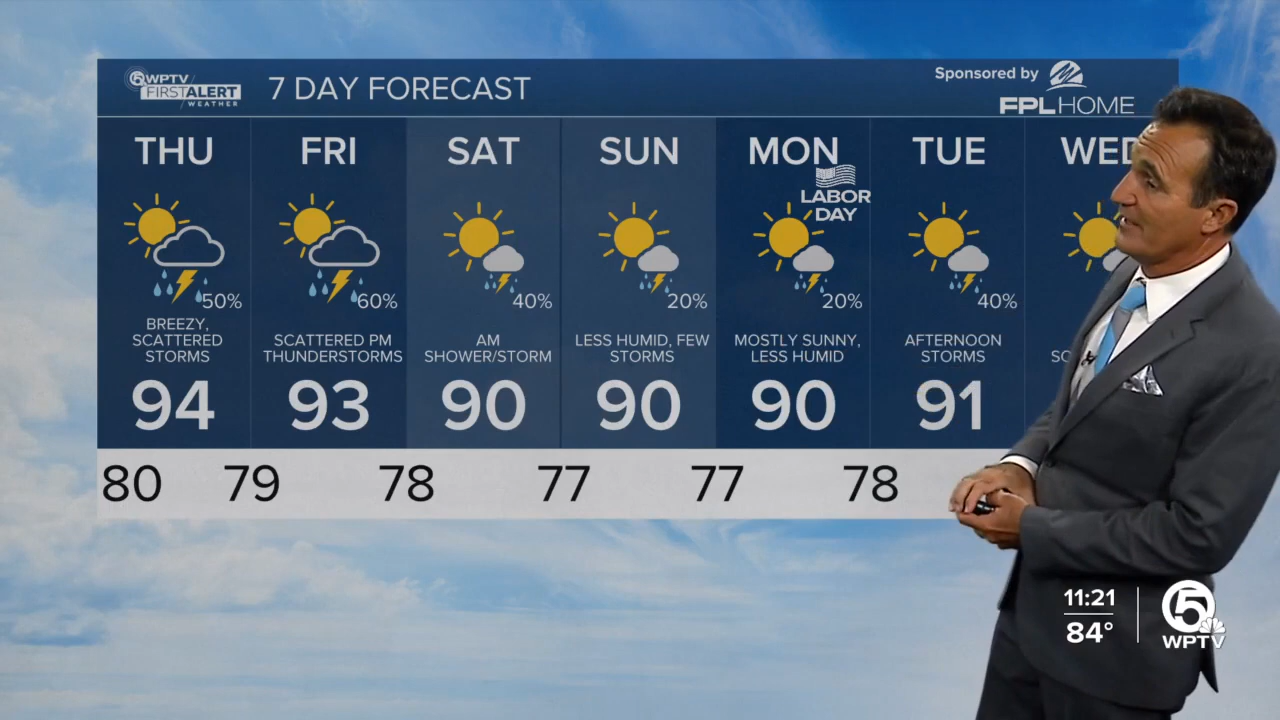 5 WPTV
FIRST ALERT
WEATHER
7 DAY FORECAST
Sponsored by
FPL HOME
THU
FRI
SAT
SUN
MON
TUE
WED
LABOR
DAY
50%
60%
40%
20%
20%
40%
BREEZY,
SCATTERED
STORMS
SCATTERED PM
THUNDERSTORMS
AM
SHOWER/STORM
LESS HUMID, FEW
STORMS
MOSTLY SUNNY,
LESS HUMID
AFTERNOON
STORMS
94
93
90
90
90
91
80
79
78
77
77
78
11:21
84°
5
WPTV